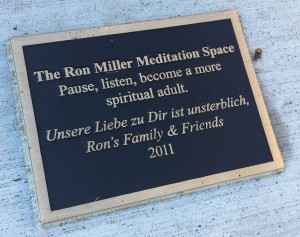 The Ron Miller Meditation Space
Pause, listen, become a more
spiritual adult.
Unsere Liebe zu Dir ist unsterblich,
Ron's Family & Friends
2011